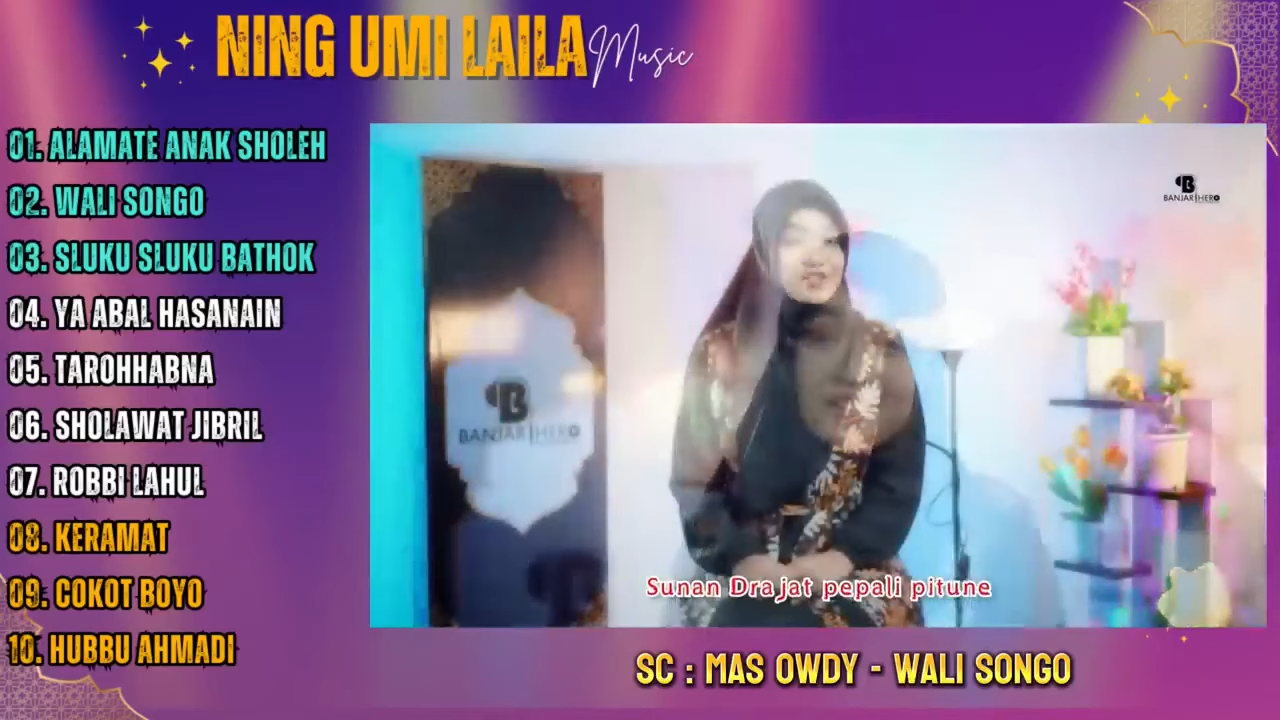 NING UMI LAILA Music
01. ALAMATE ANAK SHOLEH
02. WALI SONGO
03. SLUKU SLUKU BATHOK
04. YA ABAL HASANAIN
05. TAROHHABNA
06. SHOLAWAT JIBRIL
07. ROBBI LAHUL
08. KERAMAT
09. COKOT BOYO
10. HUBBU AHMADI
B
BANJAR HERO
B
BANJAR HERO
Sunan Drajat pepali pitune
SC : MAS OWDY - WALI SONGO